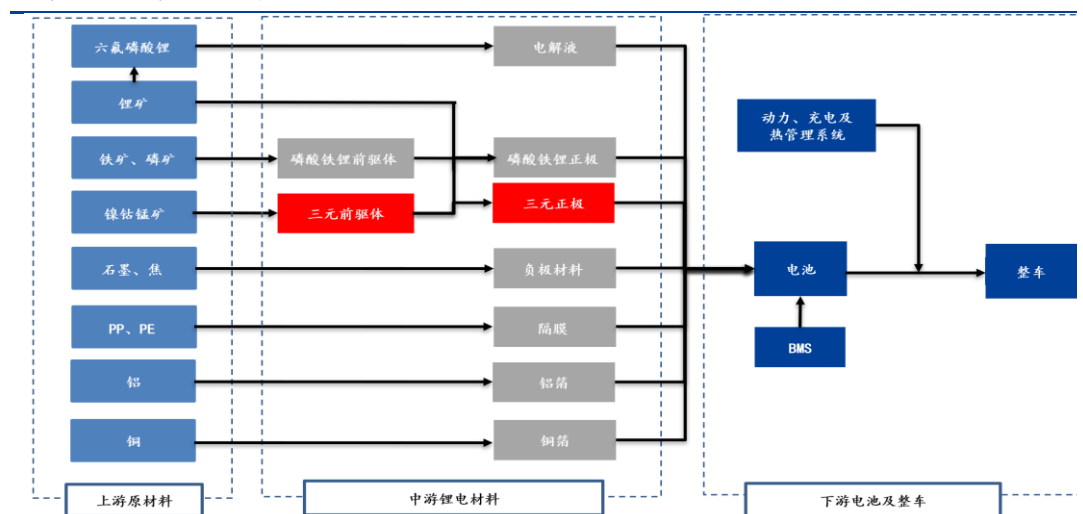 六氟磷酸锂
电解液
锂矿
动力、充电及
热管理系统
铁矿、磷矿
磷酸铁锂前驱体
磷酸铁锂正极
镍钴锰矿
三元前驱体
三元正极
石墨、焦
负极材料
电池
整车
PP、PE
隔膜
BMS
铝
铝箔
铜
铜箔
上游原材料
中游锂电材料
下游电池及整车